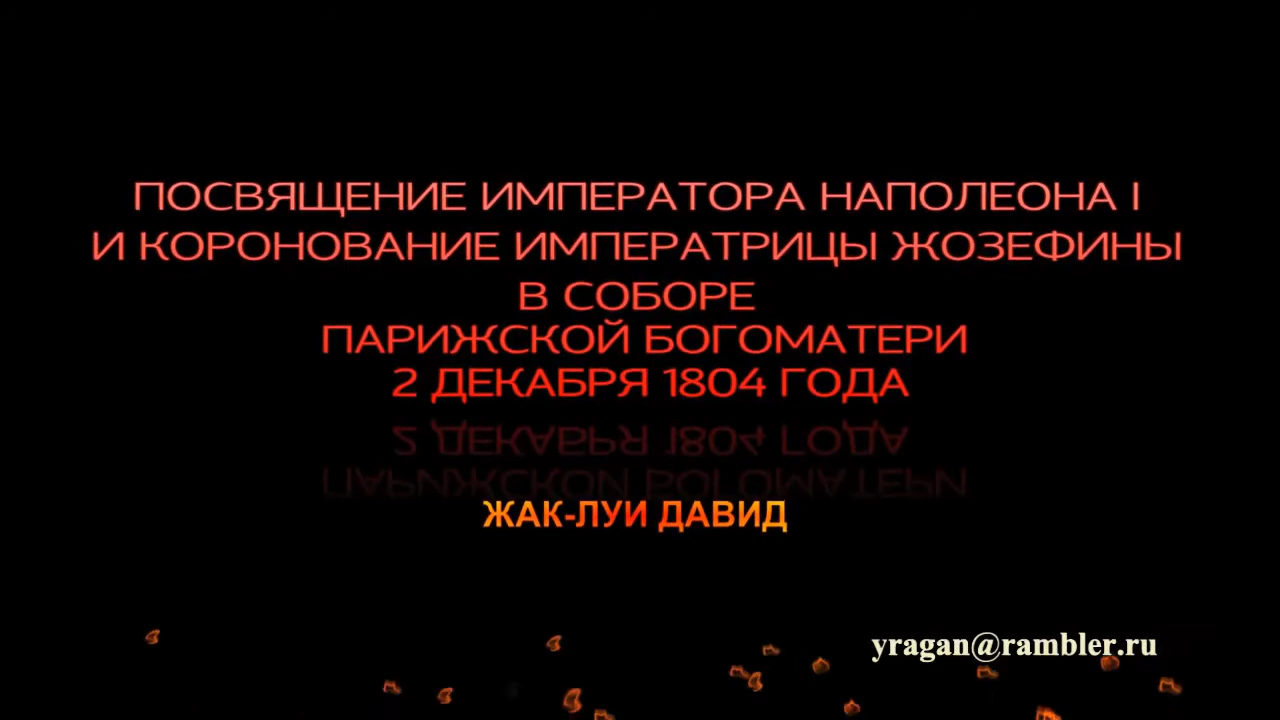 ПОСВЯЩЕНИЕ ИМПЕРАТОРА НАПОЛЕОНА I
И КОРОНОВАНИЕ ИМПЕРАТРИЦЫ ЖОЗЕФИНЫ
В СОБОРЕ
ПАРИЖСКОЙ БОГОМАТЕРИ
2 ДЕКАБРЯ 1804 ГОДА
ЖАК-ЛУИ ДАВИД
yragan@rambler.ru